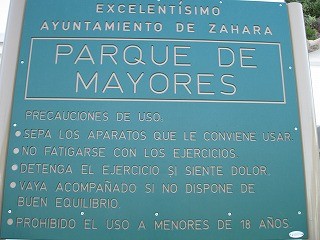 EXCELENTÍSIMO
AYUNTAMIENTO DE ZAHARA
PARQUE DE
MAYORES
PRECAUCIONES DE USO.
• SEPA LOS APARATOS QUE LE CONVIENE USAR.
• NO FATIGARSE CON LOS EJERCICIOS.
• DETENGA EL EJERCICIO SI SIENTE DOLOR.
• VAYA ACOMPAÑADO SI NO DISPONE DE
BUEN EQUILIBRIO.
• PROHIBIDO EL USO A MENORES DE 18 AÑOS.